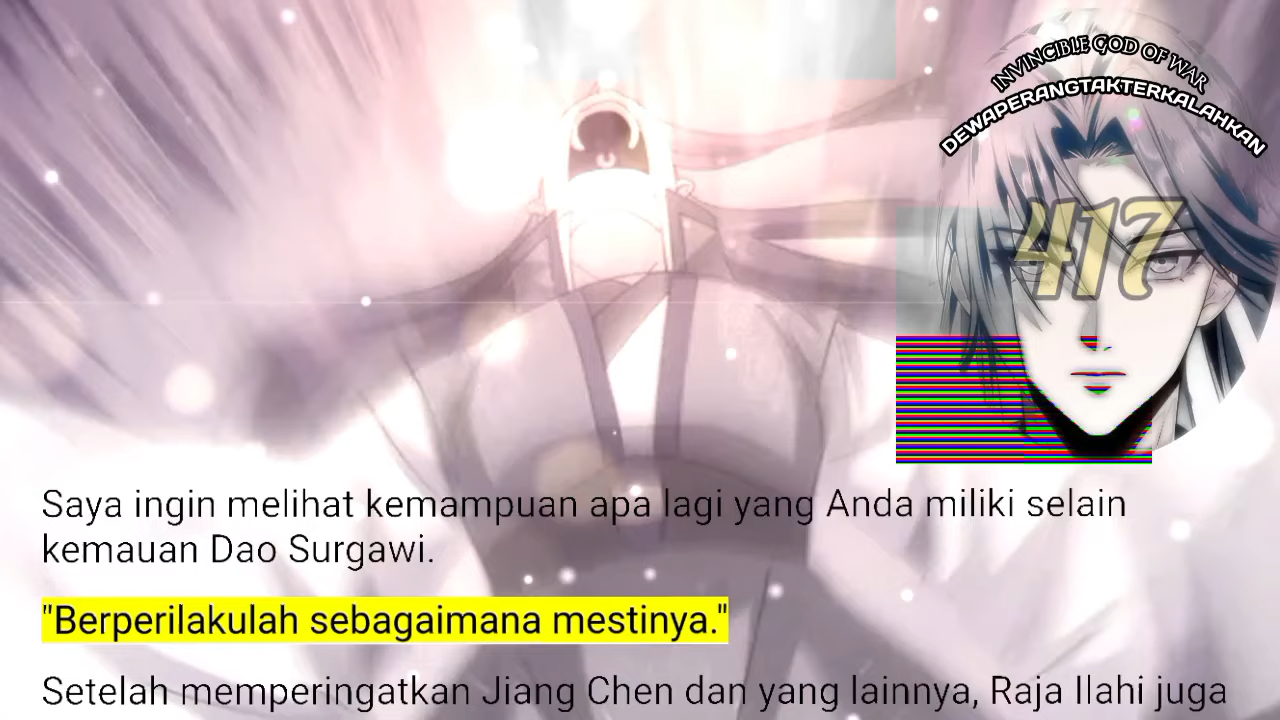 INVINCIBLE GOD OF WAR
DEWAPERANGTAKTERKALAHKAN
417
Saya ingin melihat kemampuan apa lagi yang Anda miliki selain
kemauan Dao Surgawi.
"Berperilakulah sebagaimana mestinya."
Setelah memperingatkan Jiang Chen dan yang lainnya, Raja Ilahi juga